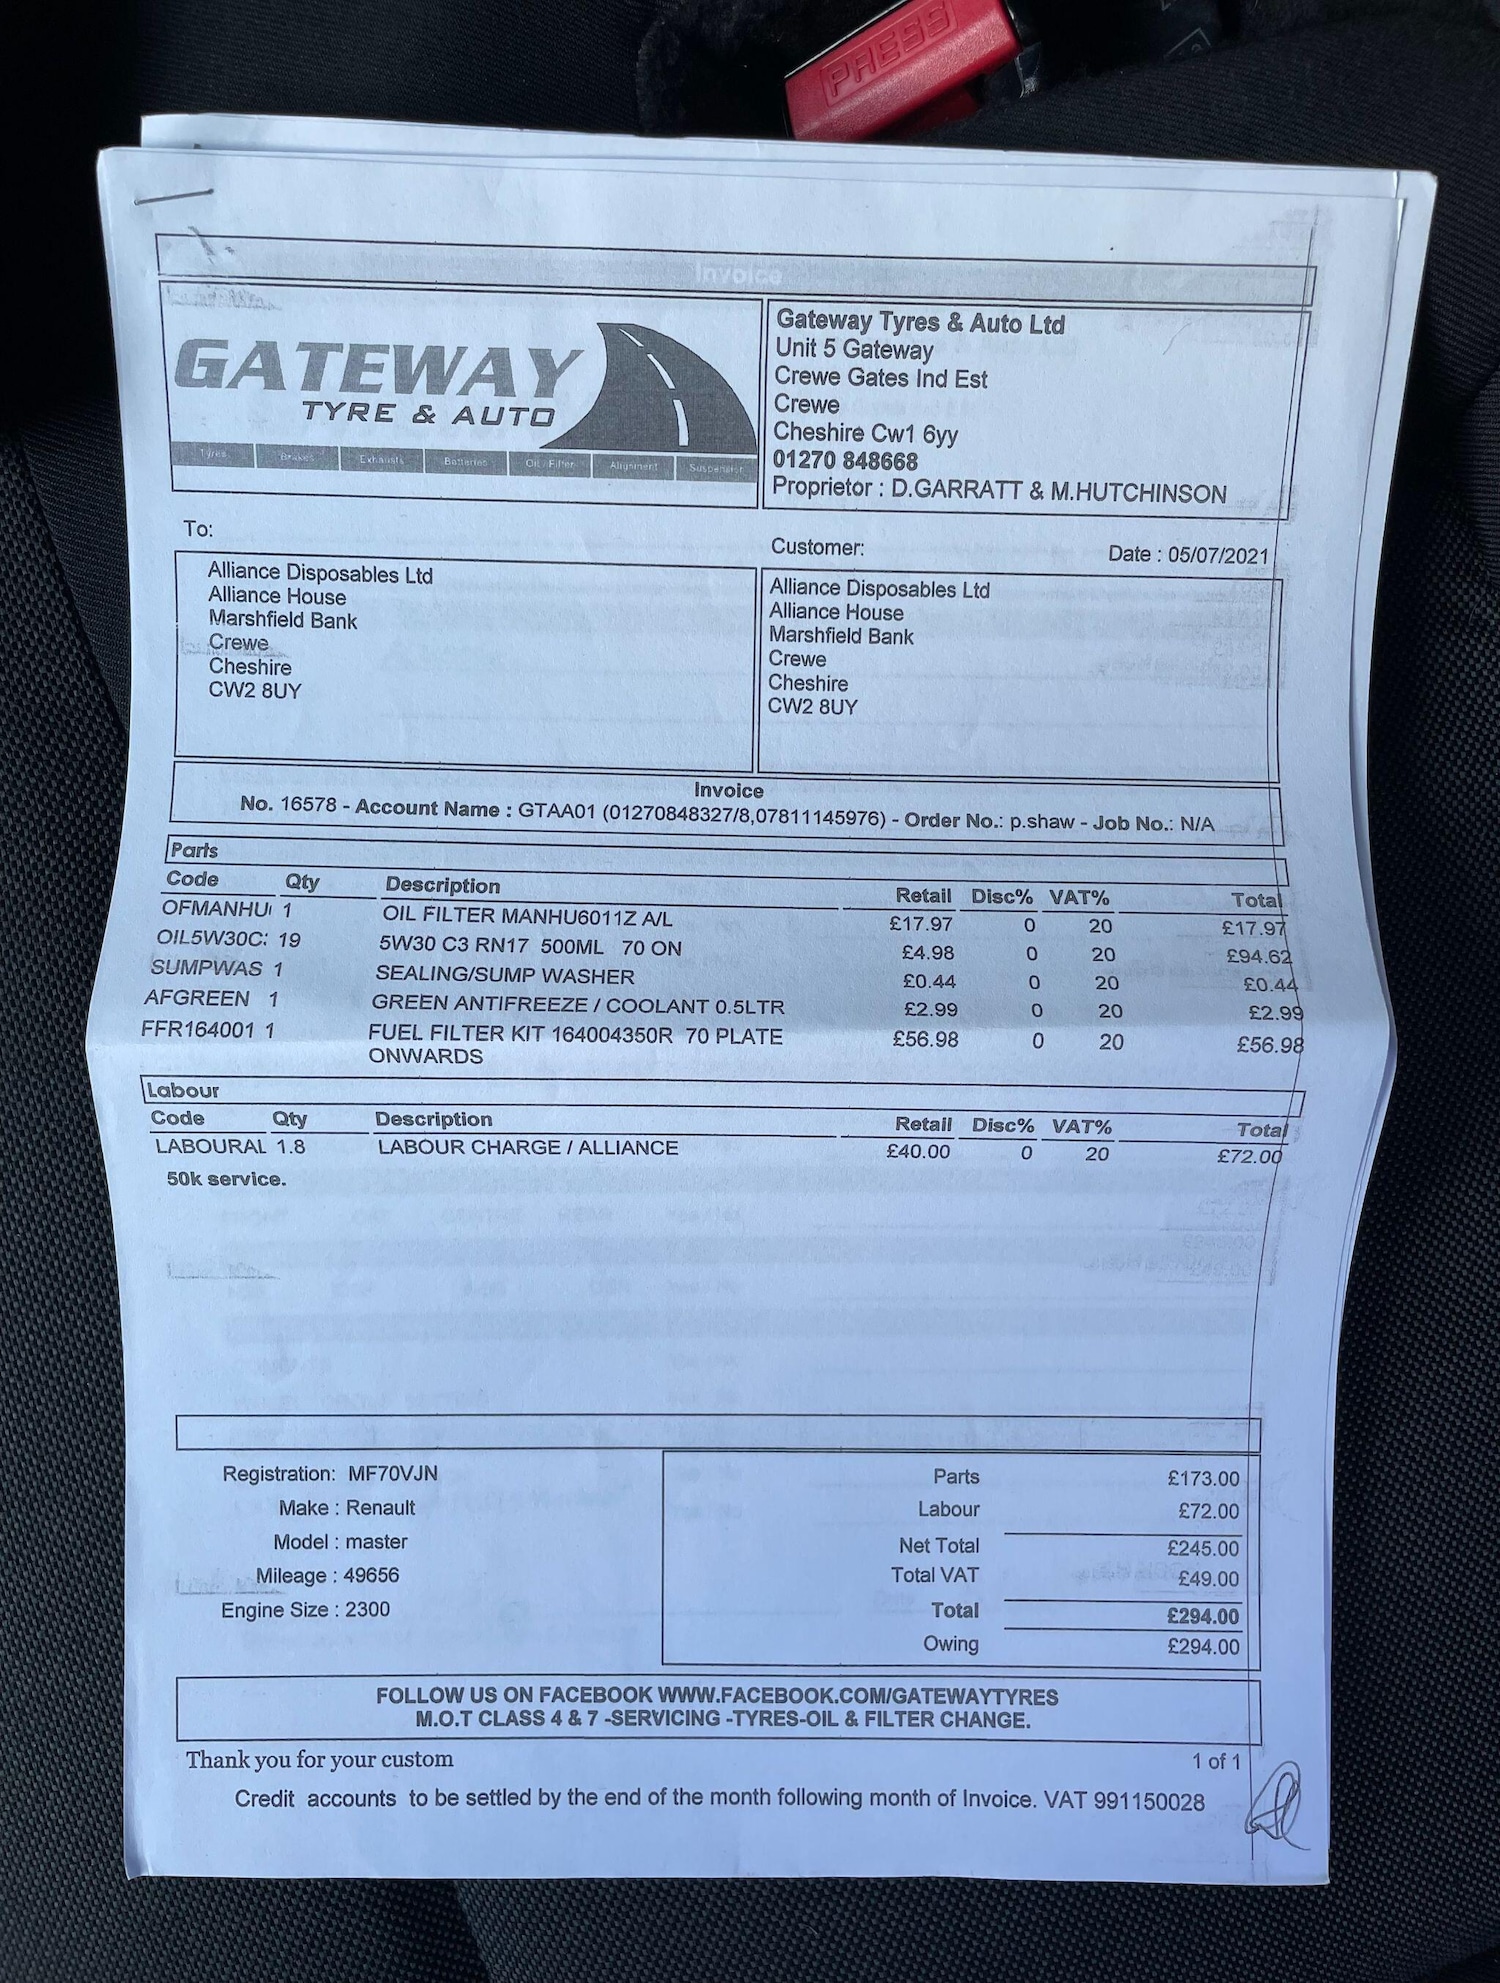 PRESS
Invoice
GATEWAY
TYRE & AUTO
Tyres Brakes Exhausts Batteries Oil / Filter Alignment Suspension
Gateway Tyres & Auto Ltd
Unit 5 Gateway
Crewe Gates Ind Est
Crewe
Cheshire Cw1 6yy
01270 848668
Proprietor : D.GARRATT & M.HUTCHINSON
To:
Alliance Disposables Ltd
Alliance House
Marshfield Bank
Crewe
Cheshire
CW2 8UY
Customer:
Date : 05/07/2021
Alliance Disposables Ltd
Alliance House
Marshfield Bank
Crewe
Cheshire
CW2 8UY
Invoice
No. 16578 - Account Name : GTAA01 (01270848327/8,07811145976) - Order No.: p.shaw - Job No.: N/A
Parts
Code Qty Description Retail Disc% VAT% Total
OFMANHU 1 OIL FILTER MANHU6011Z A/L £17.97 0 20 £17.97
OIL5W30C: 19 5W30 C3 RN17 500ML 70 ON £4.98 0 20 £94.62
SUMPWAS 1 SEALING/SUMP WASHER £0.44 0 20 £0.44
AFGREEN 1 GREEN ANTIFREEZE / COOLANT 0.5LTR £2.99 0 20 £2.99
FFR164001 1 FUEL FILTER KIT 164004350R 70 PLATE £56.98 0 20 £56.98
ONWARDS
Labour
Code Qty Description Retail Disc% VAT% Total
LABOURAL 1.8 LABOUR CHARGE / ALLIANCE £40.00 0 20 £72.00
50k service.
Registration: MF70VJN
Make : Renault
Model : master
Mileage : 49656
Engine Size : 2300
Parts £173.00
Labour £72.00
Net Total £245.00
Total VAT £49.00
Total £294.00
Owing £294.00
FOLLOW US ON FACEBOOK WWW.FACEBOOK.COM/GATEWAYTYRES
M.O.T CLASS 4 & 7 -SERVICING -TYRES-OIL & FILTER CHANGE.
Thank you for your custom
1 of 1
Credit accounts to be settled by the end of the month following month of Invoice. VAT 991150028